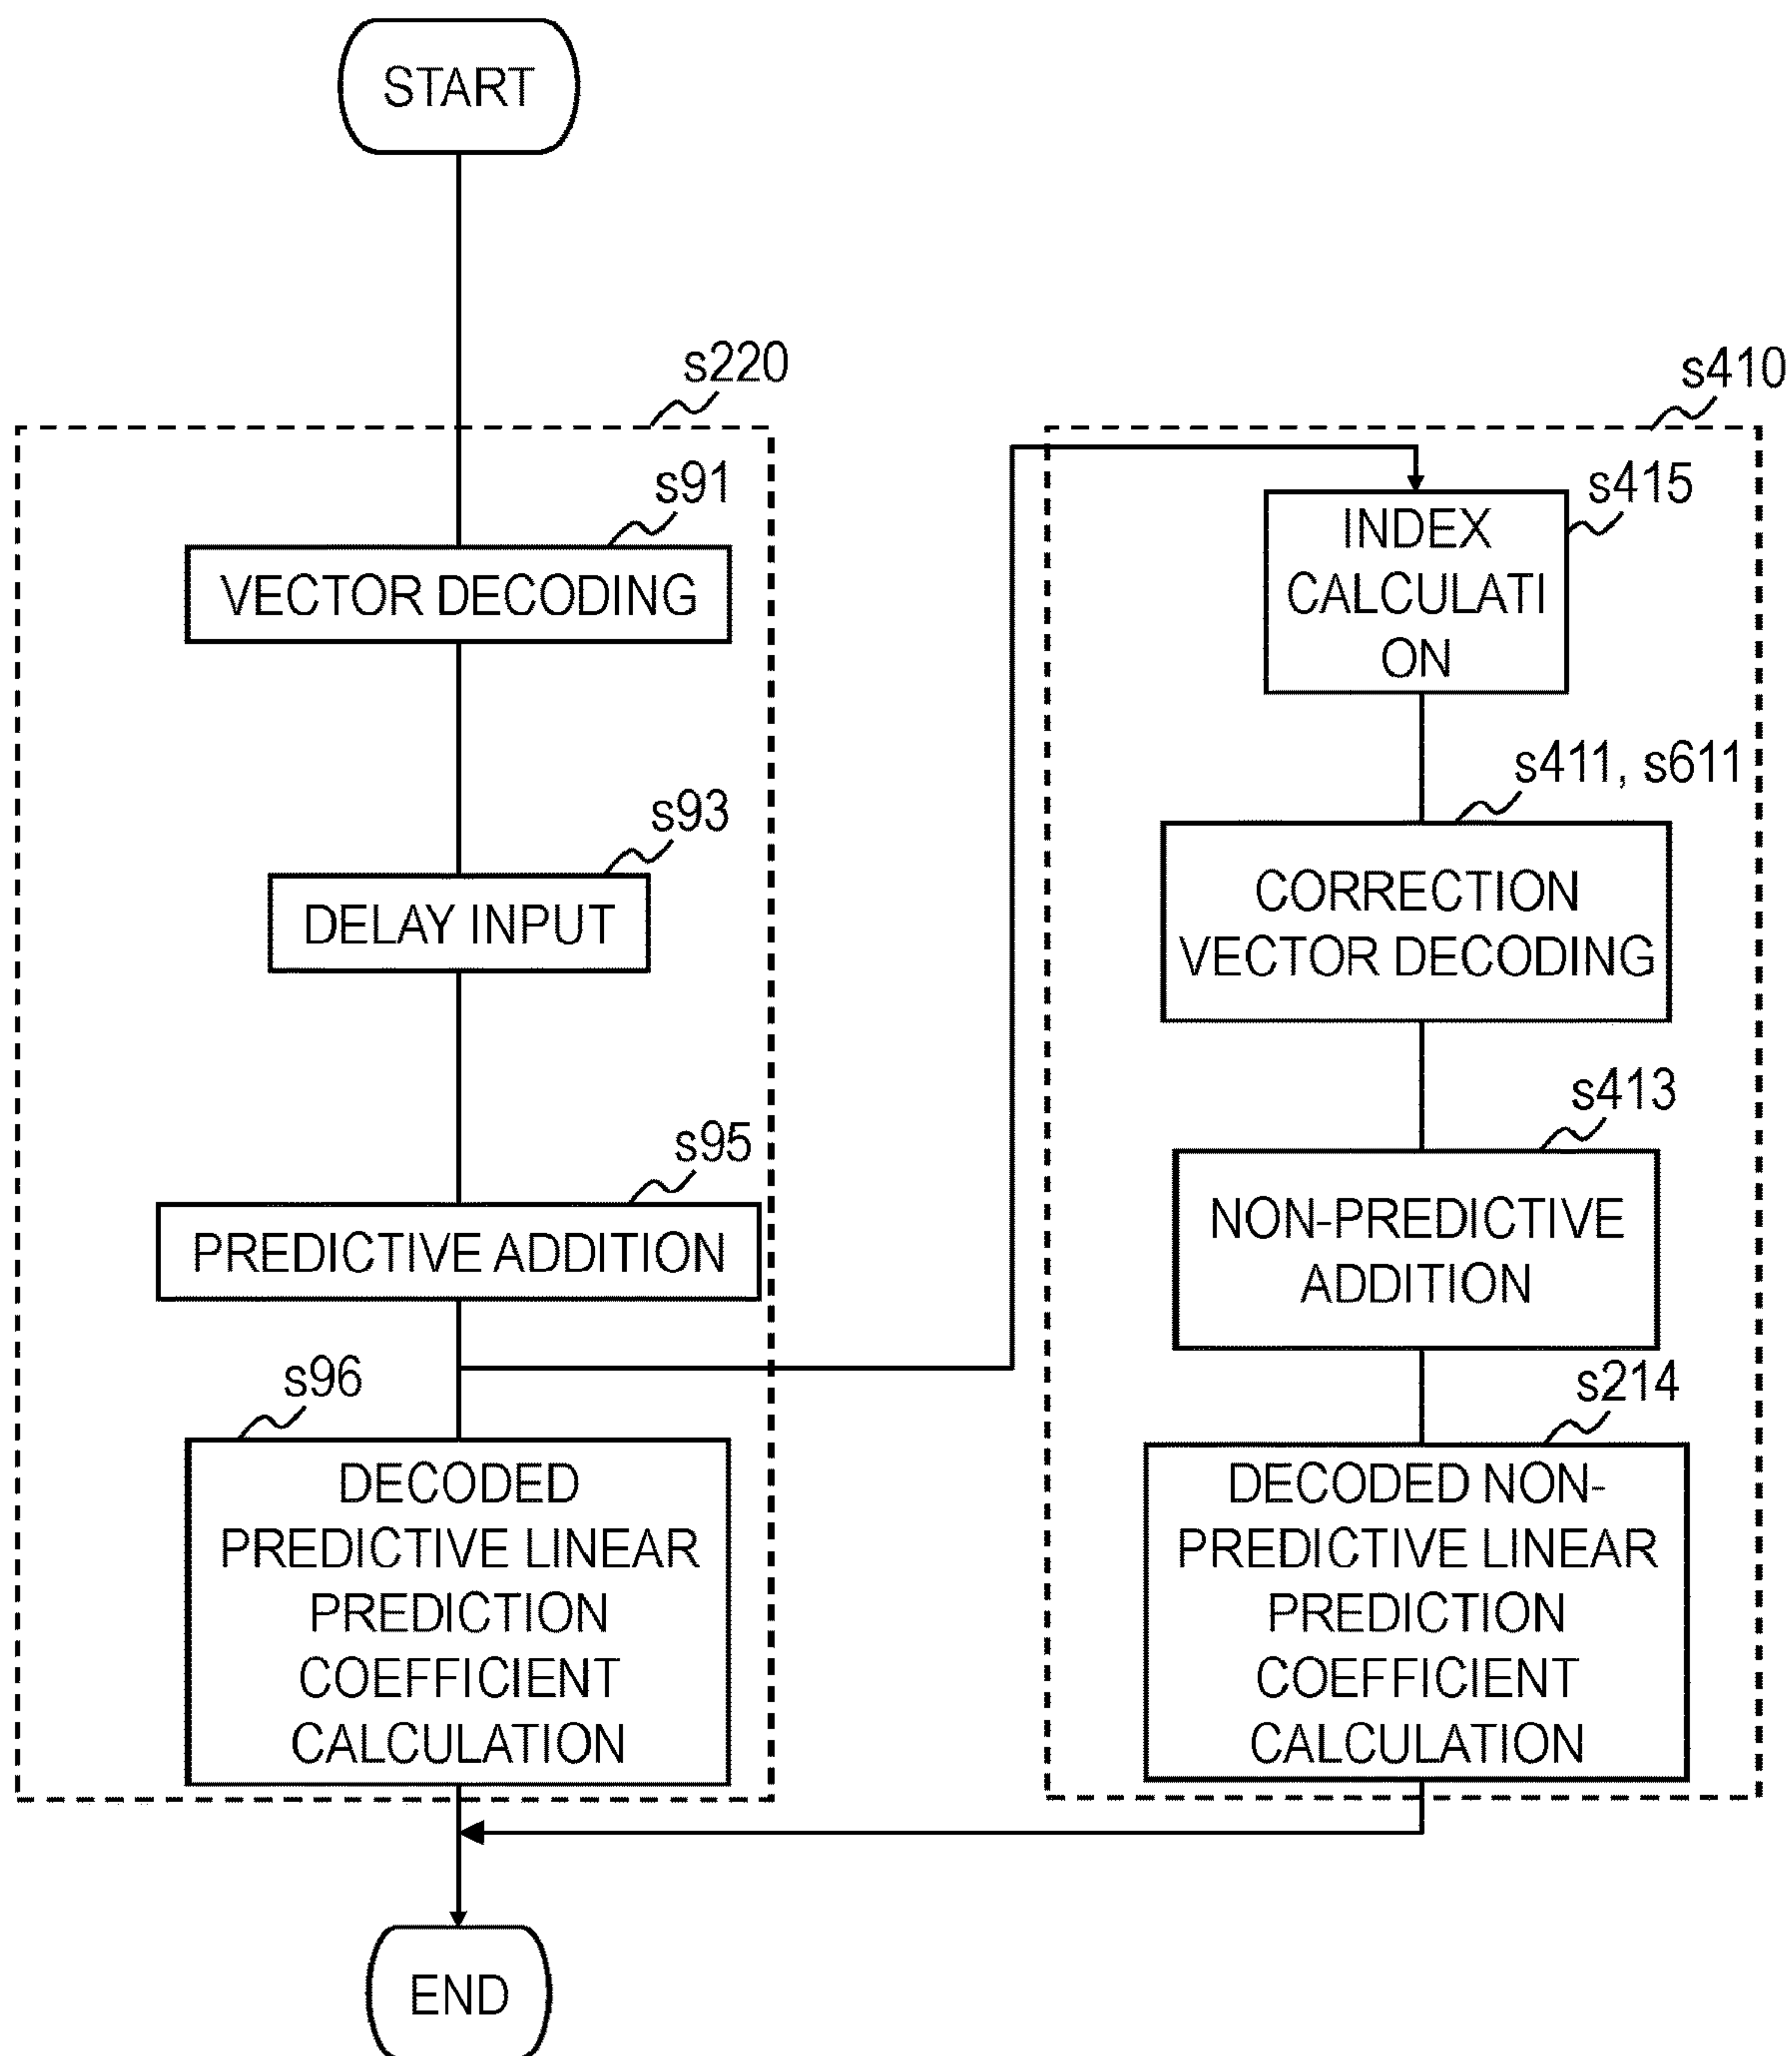 START
s220
s91
VECTOR DECODING
s93
DELAY INPUT
s95
PREDICTIVE ADDITION
s96
DECODED
PREDICTIVE LINEAR
PREDICTION
COEFFICIENT
CALCULATION
END
s410
s415
INDEX
CALCULATI
ON
s411, s611
CORRECTION
VECTOR DECODING
s413
NON-PREDICTIVE
ADDITION
s214
DECODED NON-
PREDICTIVE LINEAR
PREDICTION
COEFFICIENT
CALCULATION